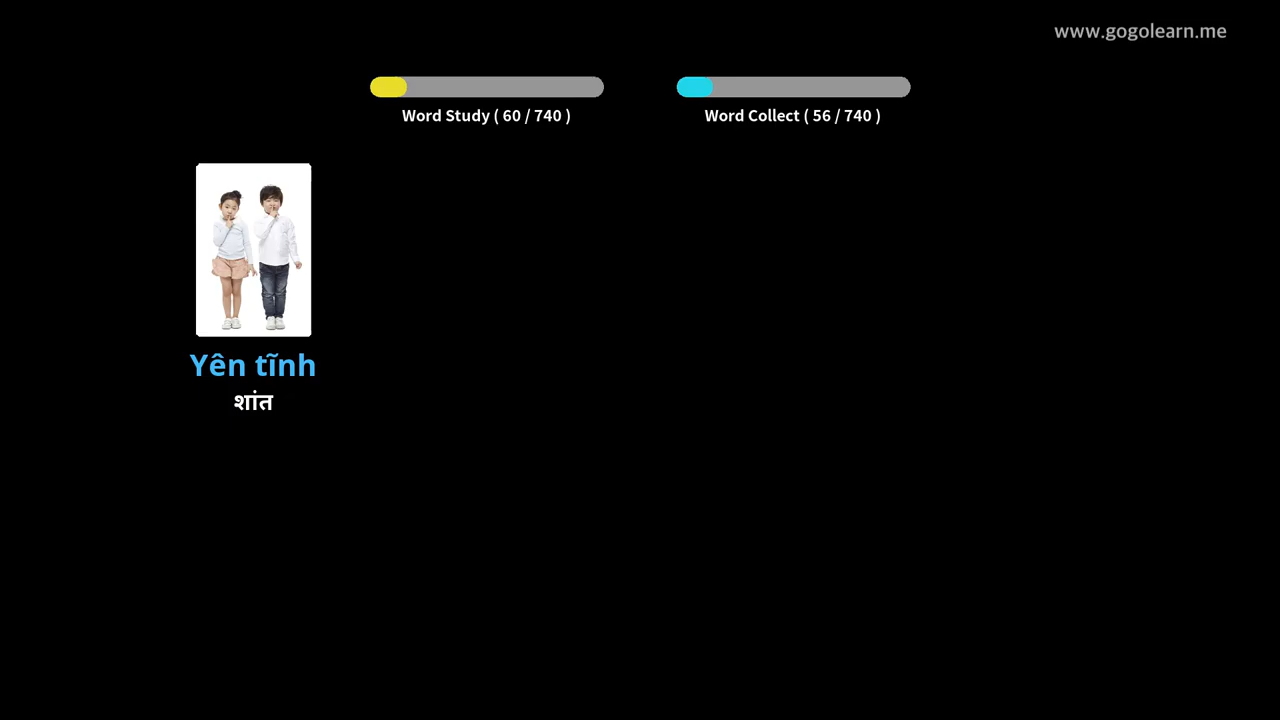 www.gogolearn.me
Word Study ( 60 / 740 )
Word Collect ( 56 / 740 )
Yên tĩnh
शांत